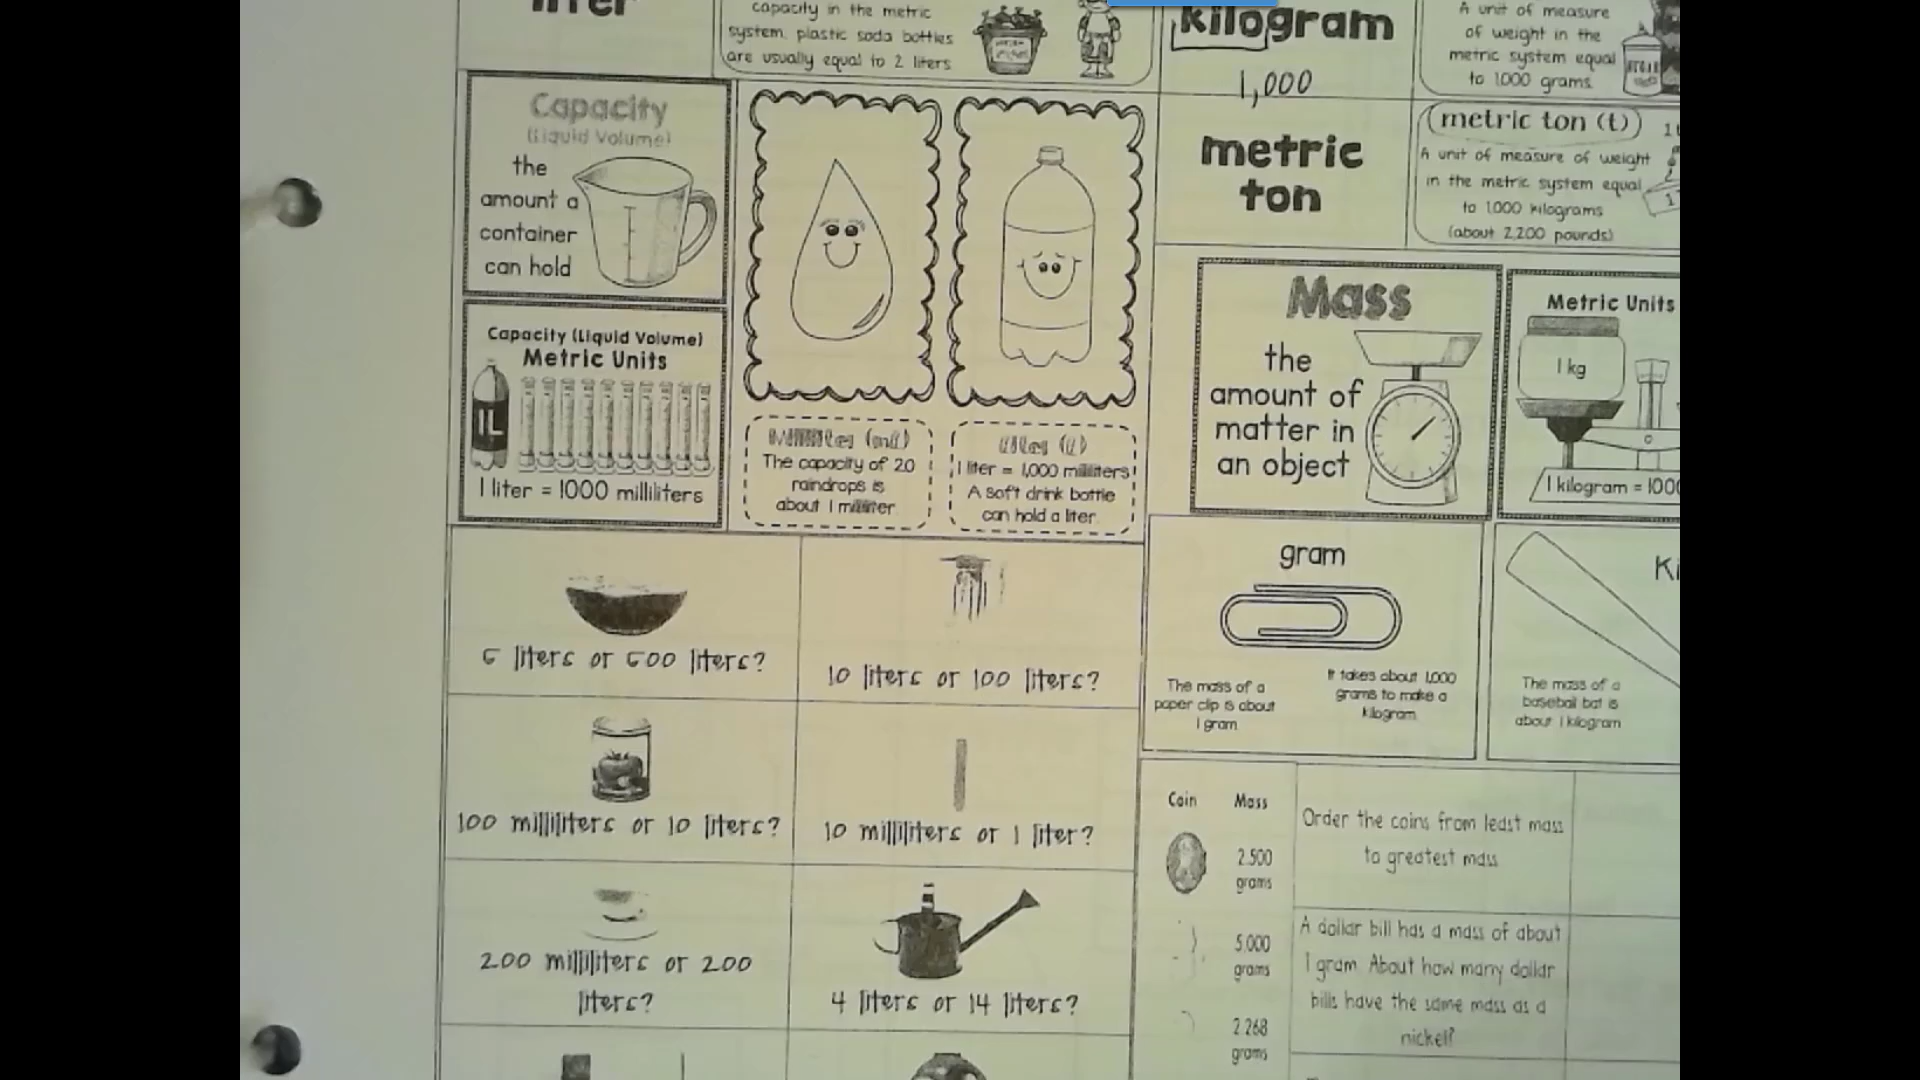 liter
capacity in the metric
system. plastic soda bottles
are usually equal to 2 liters
kilogram
1,000
A unit of measure
of weight in the
metric system equal
to 1,000 grams.
metric
ton
metric ton (t)
A unit of measure of weight
in the metric system equal
to 1,000 kilograms
(about 2,200 pounds)
Capacity
(Liquid Volume)
the
amount a
container
can hold
Capacity (Liquid Volume)
Metric Units
1L
1 liter = 1000 milliliters
Milliliter (ml)
The capacity of 20
raindrops is
about 1 milliliter.
1 liter = 1,000 milliliters
A soft drink bottle
can hold a liter.
Mass
the
amount of
matter in
an object
Metric Units
1 kg
1 kilogram = 100
gram
The mass of a
paper clip is about
1 gram
It takes about 1,000
grams to make a
kilogram.
Ki
The mass of a
baseball bat is
about 1 kilogram
5 liters or 500 liters?
10 liters or 100 liters?
100 milliliters or 10 liters?
10 milliliters or 1 liter?
200 milliliters or 200
liters?
4 liters or 14 liters?
Coin Mass
2.500
grams
5.000
grams
2.268
grams
Order the coins from least mass
to greatest mass.
A dollar bill has a mass of about
1 gram. About how many dollar
bills have the same mass as a
nickel?